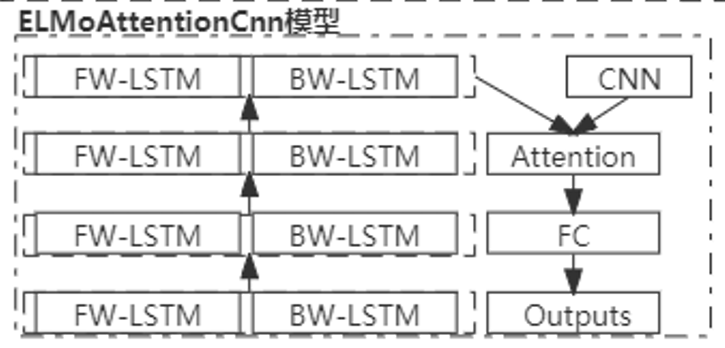 ELMoAttentionCnn模型
FW-LSTM BW-LSTM CNN
FW-LSTM BW-LSTM Attention
FW-LSTM BW-LSTM FC
FW-LSTM BW-LSTM Outputs